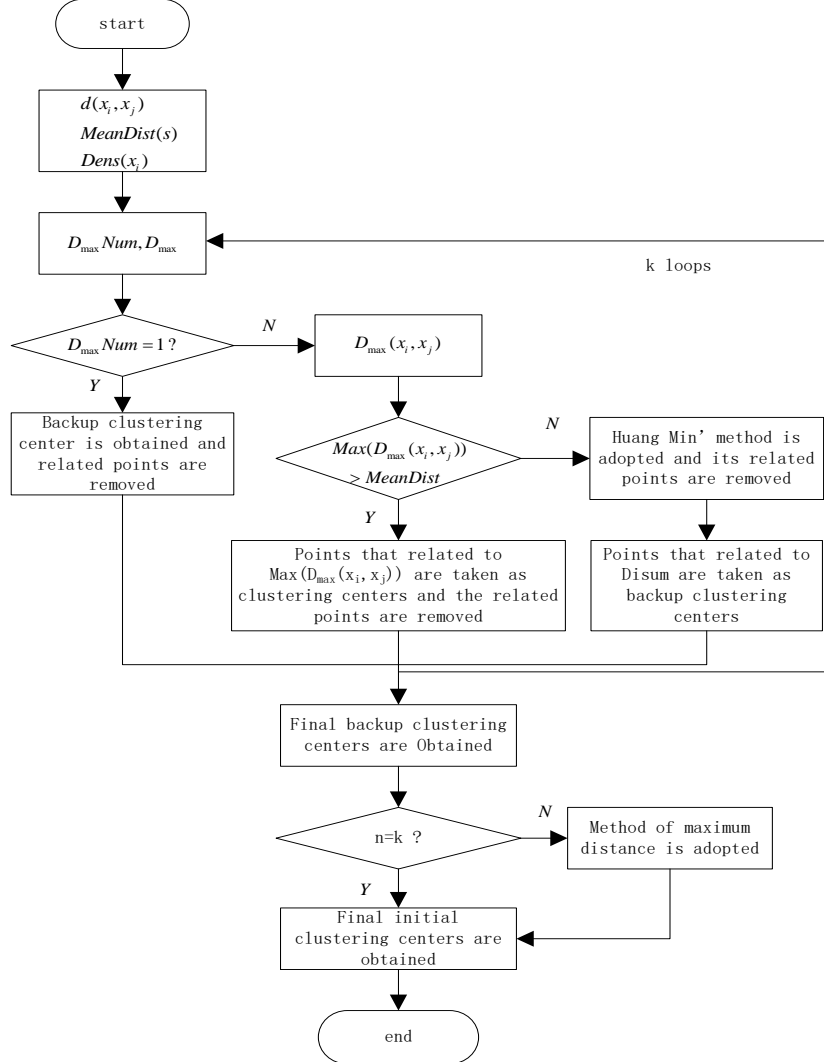 start
d(x_i, x_j)
MeanDist(s)
Dens(x_i)
D_max Num, D_max
k loops
D_max Num = 1 ?
N
D_max(x_i, x_j)
Y
Backup clustering
center is obtained and
related points are
removed
Max(D_max(x_i, x_j))
> MeanDist
N
Huang Min’ method is
adopted and its related
points are removed
Y
Points that related to
Max(D_max(x_i, x_j)) are taken as
clustering centers and the related
points are removed
Points that related to
Disum are taken as
backup clustering
centers
Final backup clustering
centers are Obtained
n=k ?
N
Method of maximum
distance is adopted
Y
Final initial
clustering centers are
obtained
end